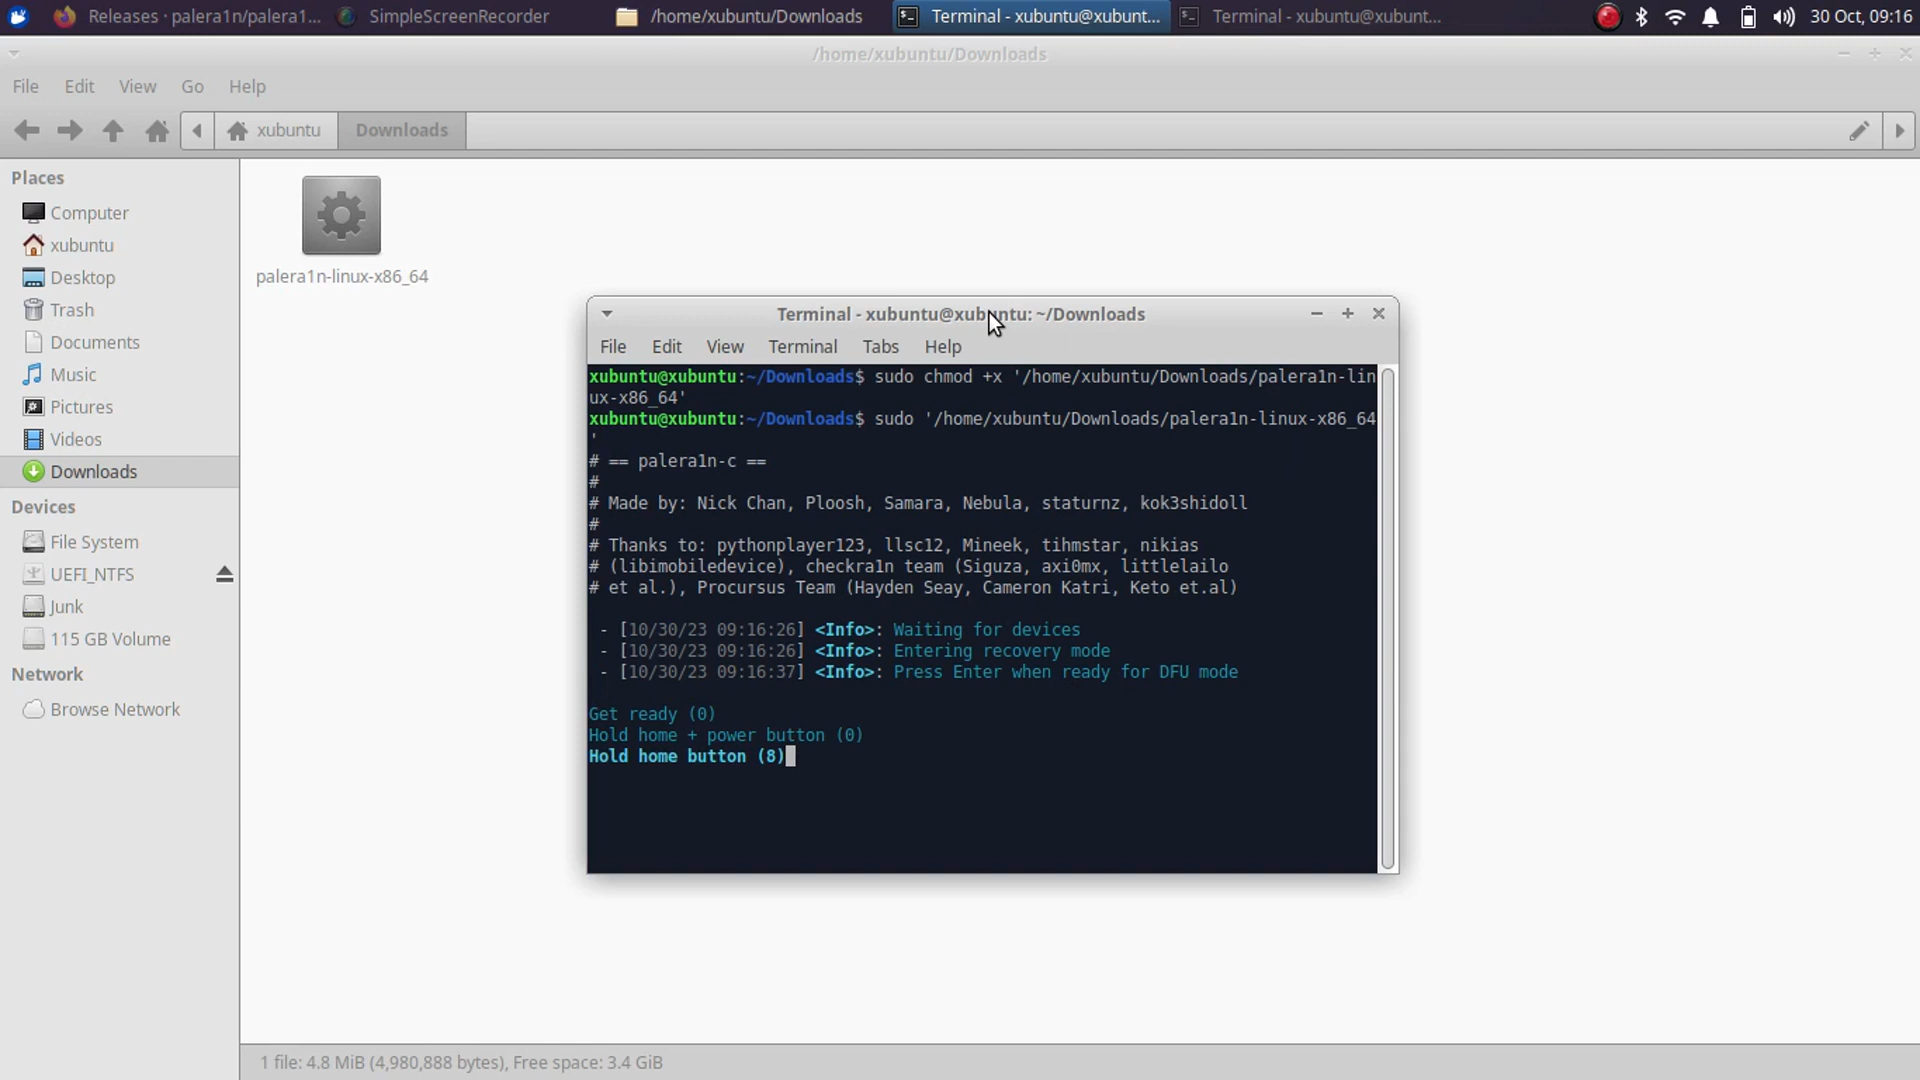 Releases · palera1n/palera1...
SimpleScreenRecorder
/home/xubuntu/Downloads
Terminal - xubuntu@xubunt...
Terminal - xubuntu@xubunt...
30 Oct, 09:16
/home/xubuntu/Downloads
File Edit View Go Help
xubuntu Downloads
Places
Computer
xubuntu
Desktop
Trash
Documents
Music
Pictures
Videos
Downloads
Devices
File System
UEFI_NTFS
Junk
115 GB Volume
Network
Browse Network
palera1n-linux-x86_64
Terminal - xubuntu@xubuntu: ~/Downloads
File Edit View Terminal Tabs Help
xubuntu@xubuntu:~/Downloads$ sudo chmod +x '/home/xubuntu/Downloads/palera1n-lin
ux-x86_64'
xubuntu@xubuntu:~/Downloads$ sudo '/home/xubuntu/Downloads/palera1n-linux-x86_64
'
# == palera1n-c ==
#
# Made by: Nick Chan, Ploosh, Samara, Nebula, staturnz, kok3shidoll
#
# Thanks to: pythonplayer123, llsc12, Mineek, tihmstar, nikias
# (libimobiledevice), checkra1n team (Siguza, axi0mx, littlelailo
# et al.), Procursus Team (Hayden Seay, Cameron Katri, Keto et.al)
- [10/30/23 09:16:26] <Info>: Waiting for devices
- [10/30/23 09:16:26] <Info>: Entering recovery mode
- [10/30/23 09:16:37] <Info>: Press Enter when ready for DFU mode
Get ready (0)
Hold home + power button (0)
Hold home button (8)
1 file: 4.8 MiB (4,980,888 bytes), Free space: 3.4 GiB